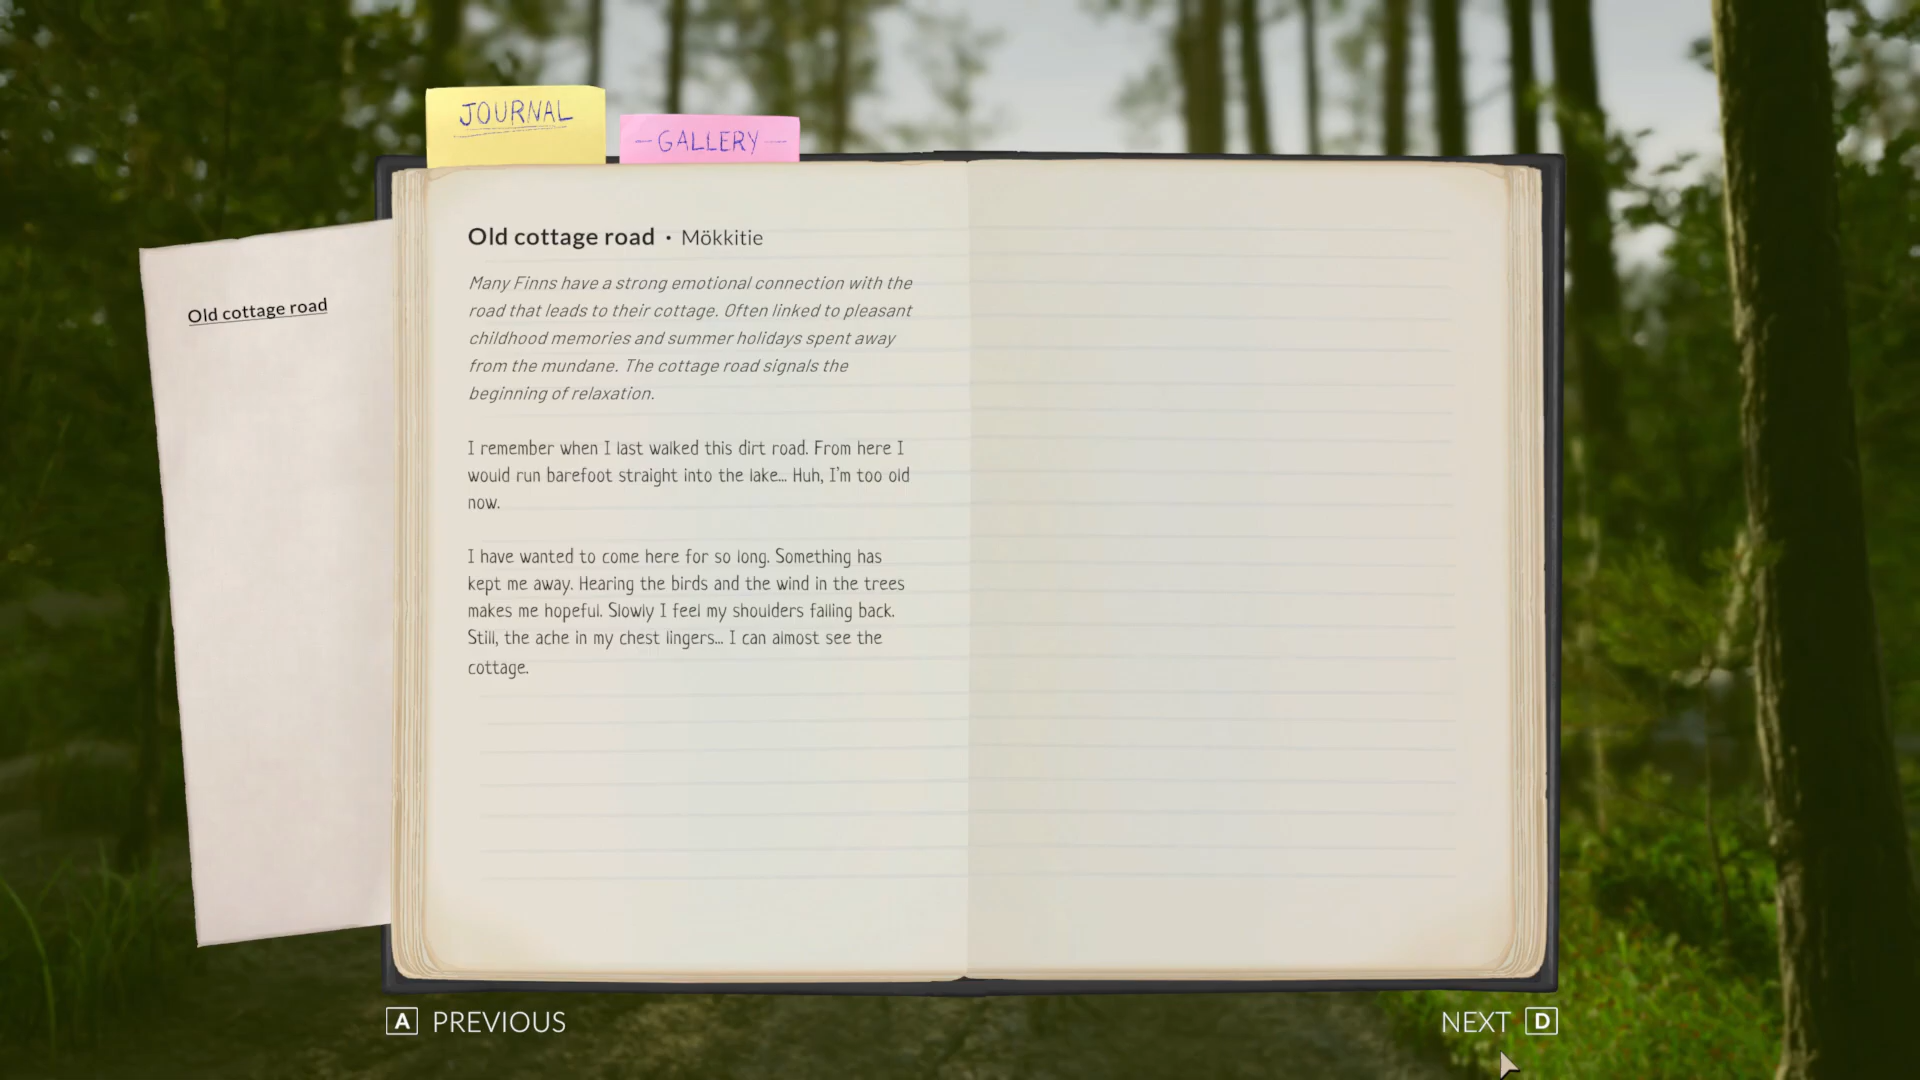 JOURNAL
-GALLERY-
Old cottage road
Old cottage road · Mökkitie
Many Finns have a strong emotional connection with the
road that leads to their cottage. Often linked to pleasant
childhood memories and summer holidays spent away
from the mundane. The cottage road signals the
beginning of relaxation.
I remember when I last walked this dirt road. From here I
would run barefoot straight into the lake... Huh, I'm too old
now.
I have wanted to come here for so long. Something has
kept me away. Hearing the birds and the wind in the trees
makes me hopeful. Slowly I feel my shoulders falling back.
Still, the ache in my chest lingers... I can almost see the
cottage.
A PREVIOUS
NEXT D